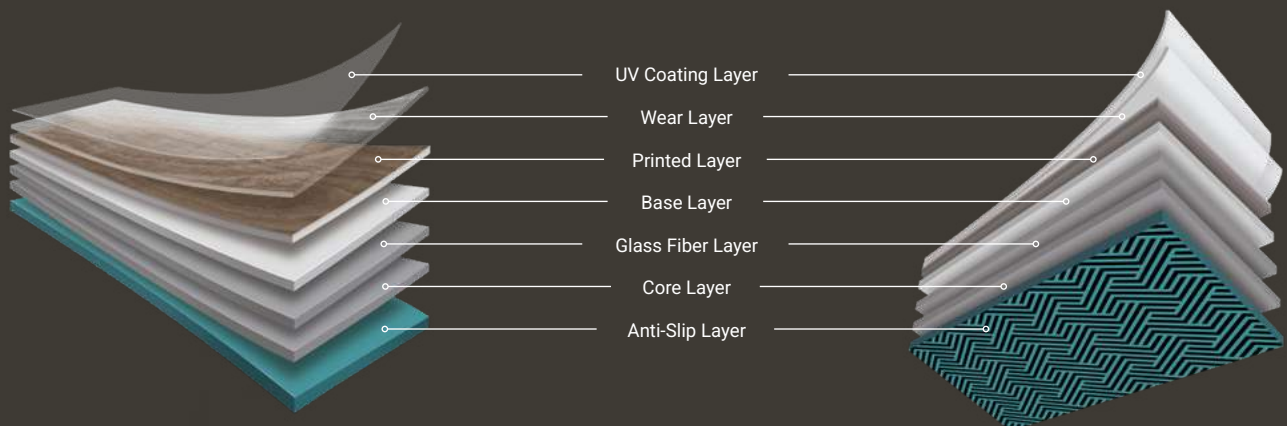 UV Coating Layer
Wear Layer
Printed Layer
Base Layer
Glass Fiber Layer
Core Layer
Anti-Slip Layer